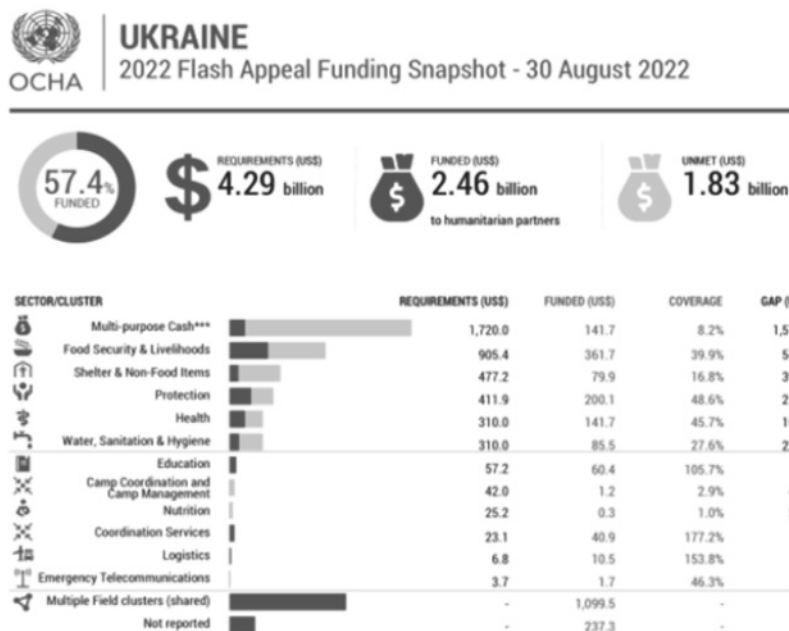 OCHA
UKRAINE
2022 Flash Appeal Funding Snapshot - 30 August 2022
57.4%
FUNDED
REQUIREMENTS (US$)
4.29 billion
FUNDED (US$)
2.46 billion
to humanitarian partners
UNMET (US$)
1.83 billion
SECTOR/CLUSTER REQUIREMENTS (US$) FUNDED (US$) COVERAGE GAP
Multi-purpose Cash*** 1,720.0 141.7 8.2%
Food Security & Livelihoods 905.4 361.7 39.9%
Shelter & Non-Food Items 477.2 79.9 16.8%
Protection 411.9 200.1 48.6%
Health 310.0 141.7 45.7%
Water, Sanitation & Hygiene 310.0 85.5 27.6%
Education 57.2 60.4 105.7%
Camp Coordination and
Camp Management 42.0 1.2 2.9%
Nutrition 25.2 0.3 1.0%
Coordination Services 23.1 40.9 177.2%
Logistics 6.8 10.5 153.8%
Emergency Telecommunications 3.7 1.7 46.3%
Multiple Field clusters (shared) - 1,099.5 -
Not reported - 237.3 -